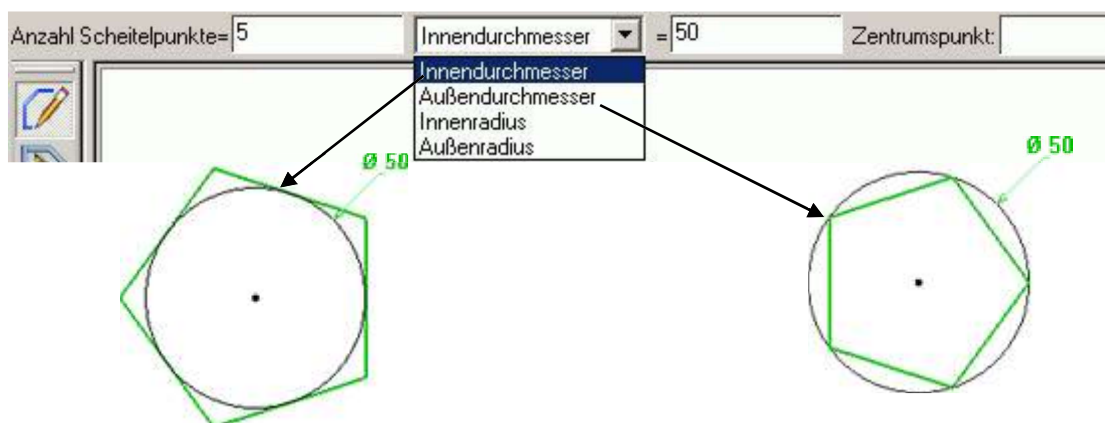 Anzahl Scheitelpunkte= 5 Innendurchmesser = 50 Zentrumspunkt:
Innendurchmesser
Außendurchmesser
Innenradius
Außenradius
Ø 50
Ø 50